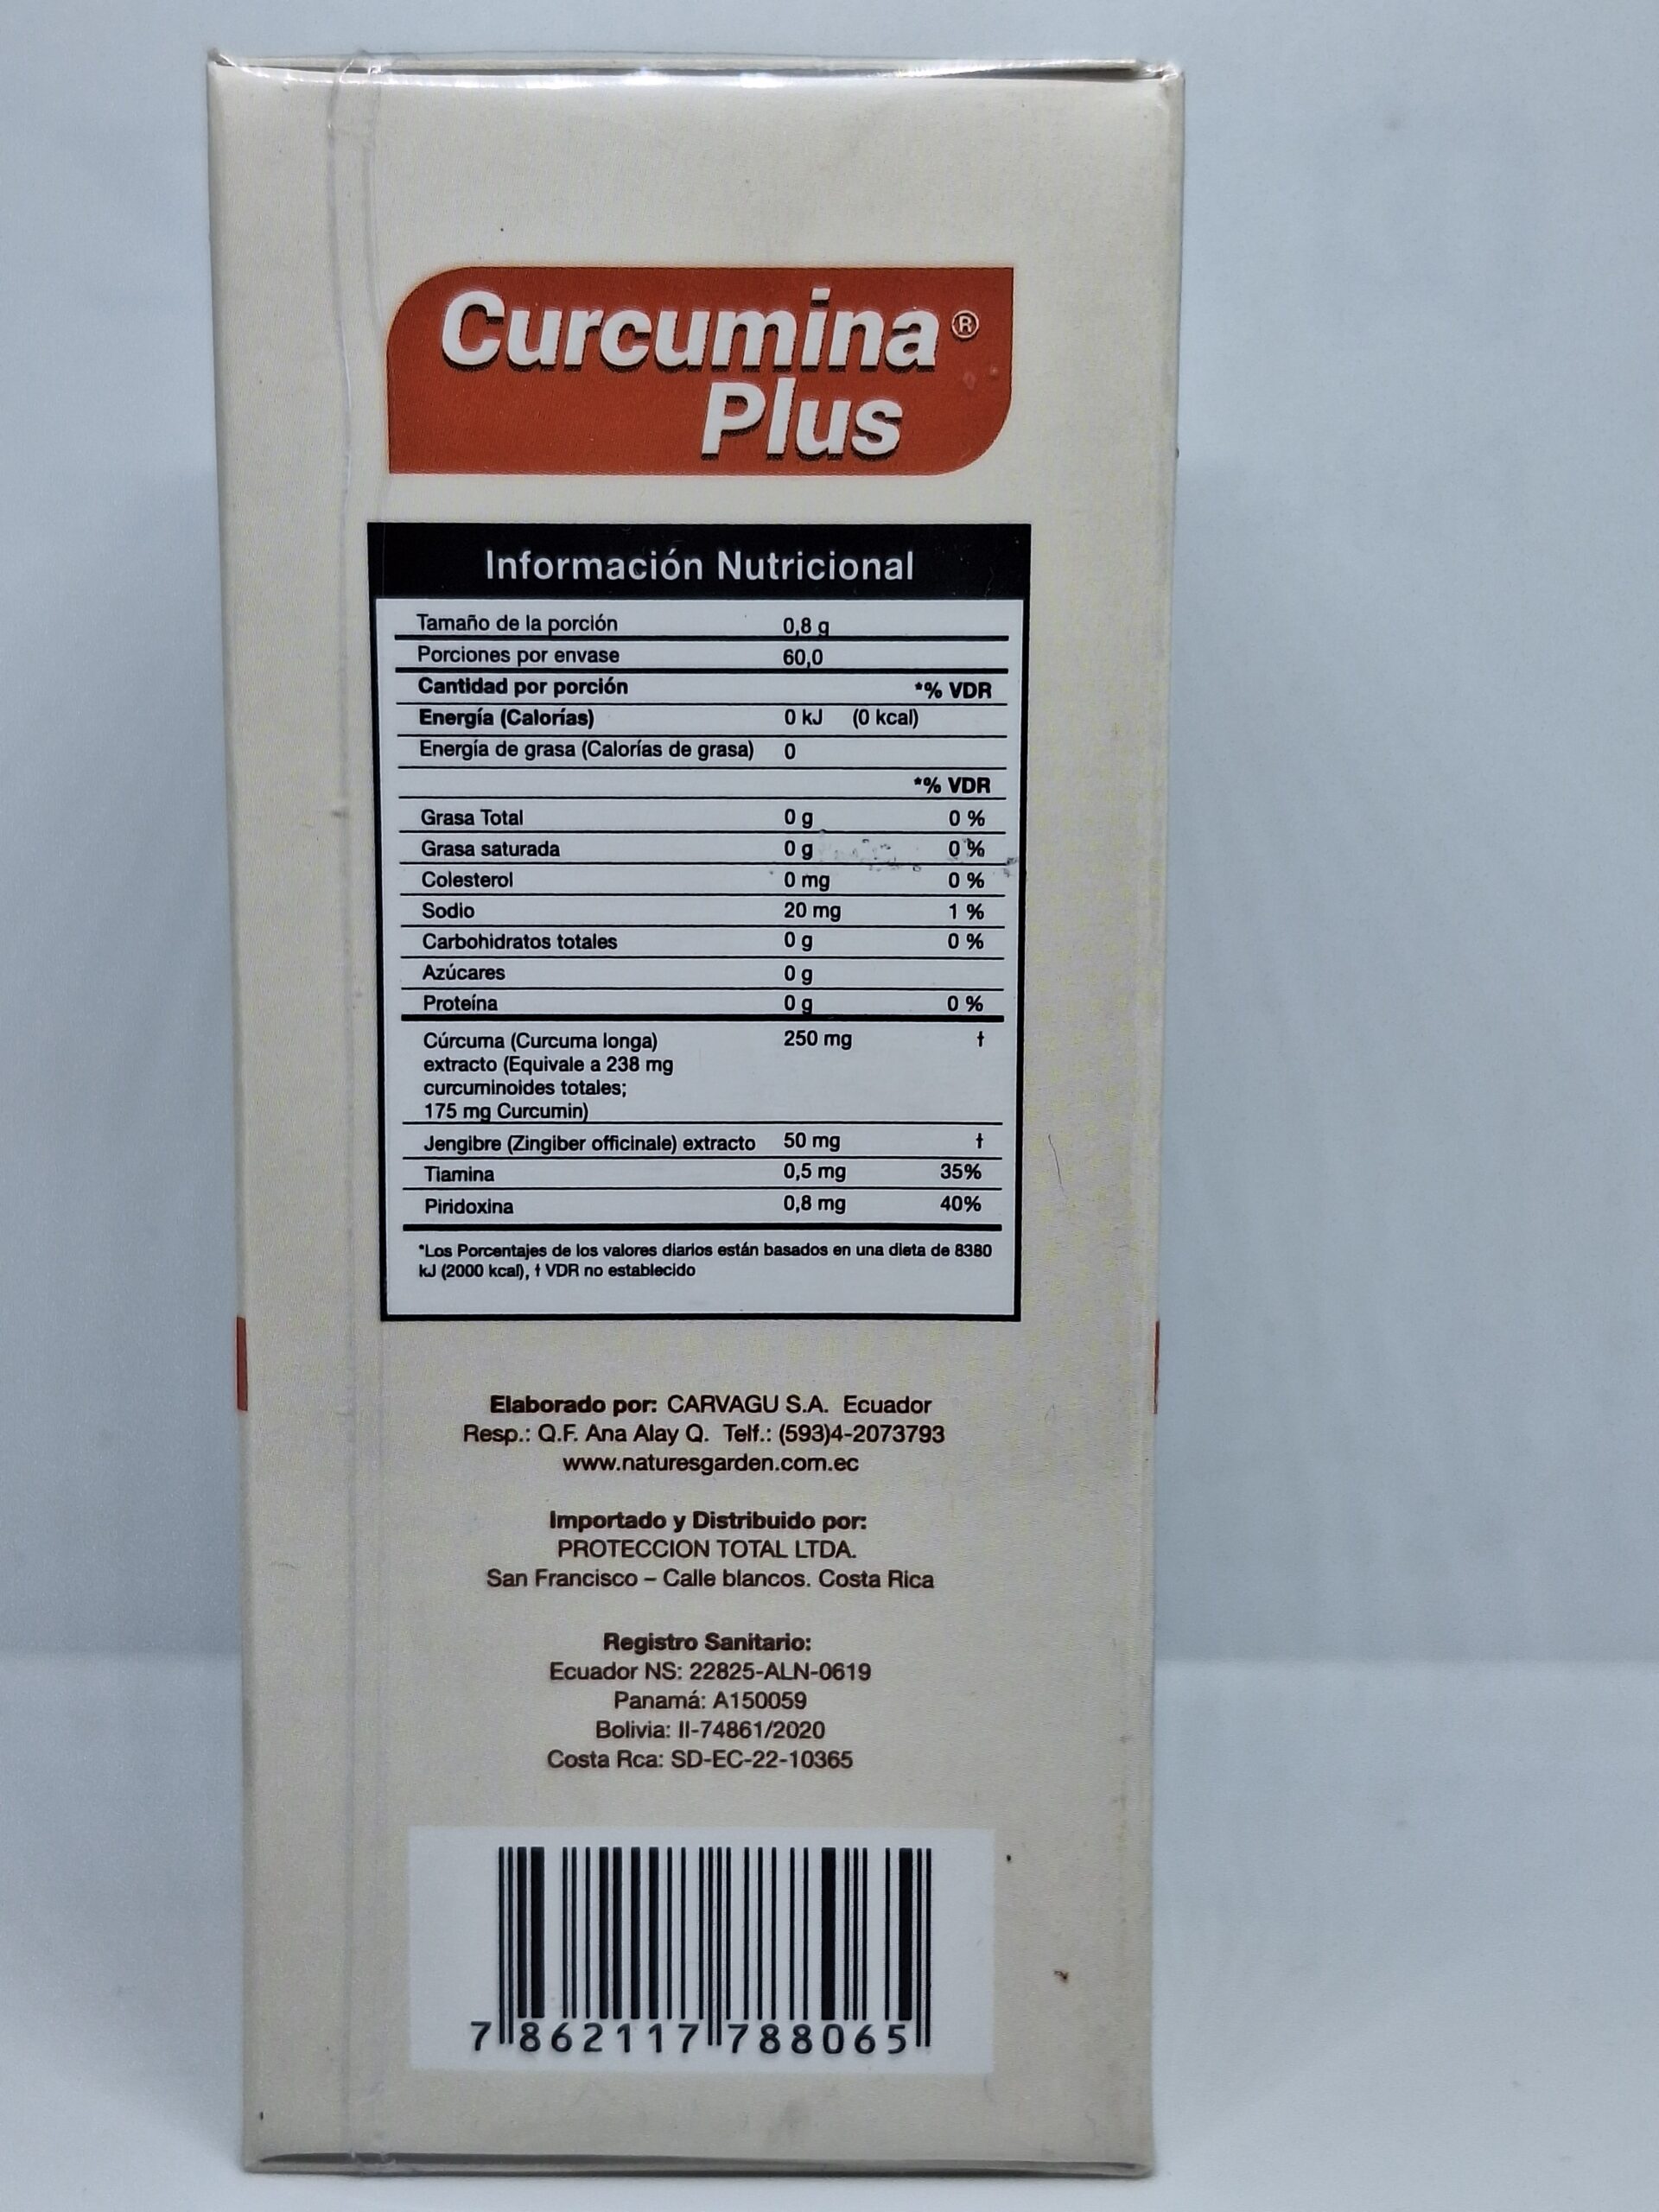 Curcumina®
Plus
Información Nutricional
Tamaño de la porción 0,8 g
Porciones por envase 60,0
Cantidad por porción *% VDR
Energía (Calorías) 0 kJ (0 kcal)
Energía de grasa (Calorías de grasa) 0
*% VDR
Grasa Total 0 g 0 %
Grasa saturada 0 g 0 %
Colesterol 0 mg 0 %
Sodio 20 mg 1 %
Carbohidratos totales 0 g 0 %
Azúcares 0 g
Proteína 0 g 0 %
Cúrcuma (Curcuma longa) 250 mg †
extracto (Equivale a 238 mg
curcuminoides totales;
175 mg Curcumin)
Jengibre (Zingiber officinale) extracto 50 mg †
Tiamina 0,5 mg 35%
Piridoxina 0,8 mg 40%
*Los Porcentajes de los valores diarios están basados en una dieta de 8380
kJ (2000 kcal), † VDR no establecido
Elaborado por: CARVAGU S.A. Ecuador
Resp.: Q.F. Ana Alay Q. Telf.: (593)4-2073793
www.naturesgarden.com.ec
Importado y Distribuido por:
PROTECCION TOTAL LTDA.
San Francisco – Calle blancos. Costa Rica
Registro Sanitario:
Ecuador NS: 22825-ALN-0619
Panamá: A150059
Bolivia: II-74861/2020
Costa Rca: SD-EC-22-10365
7 862117 788065